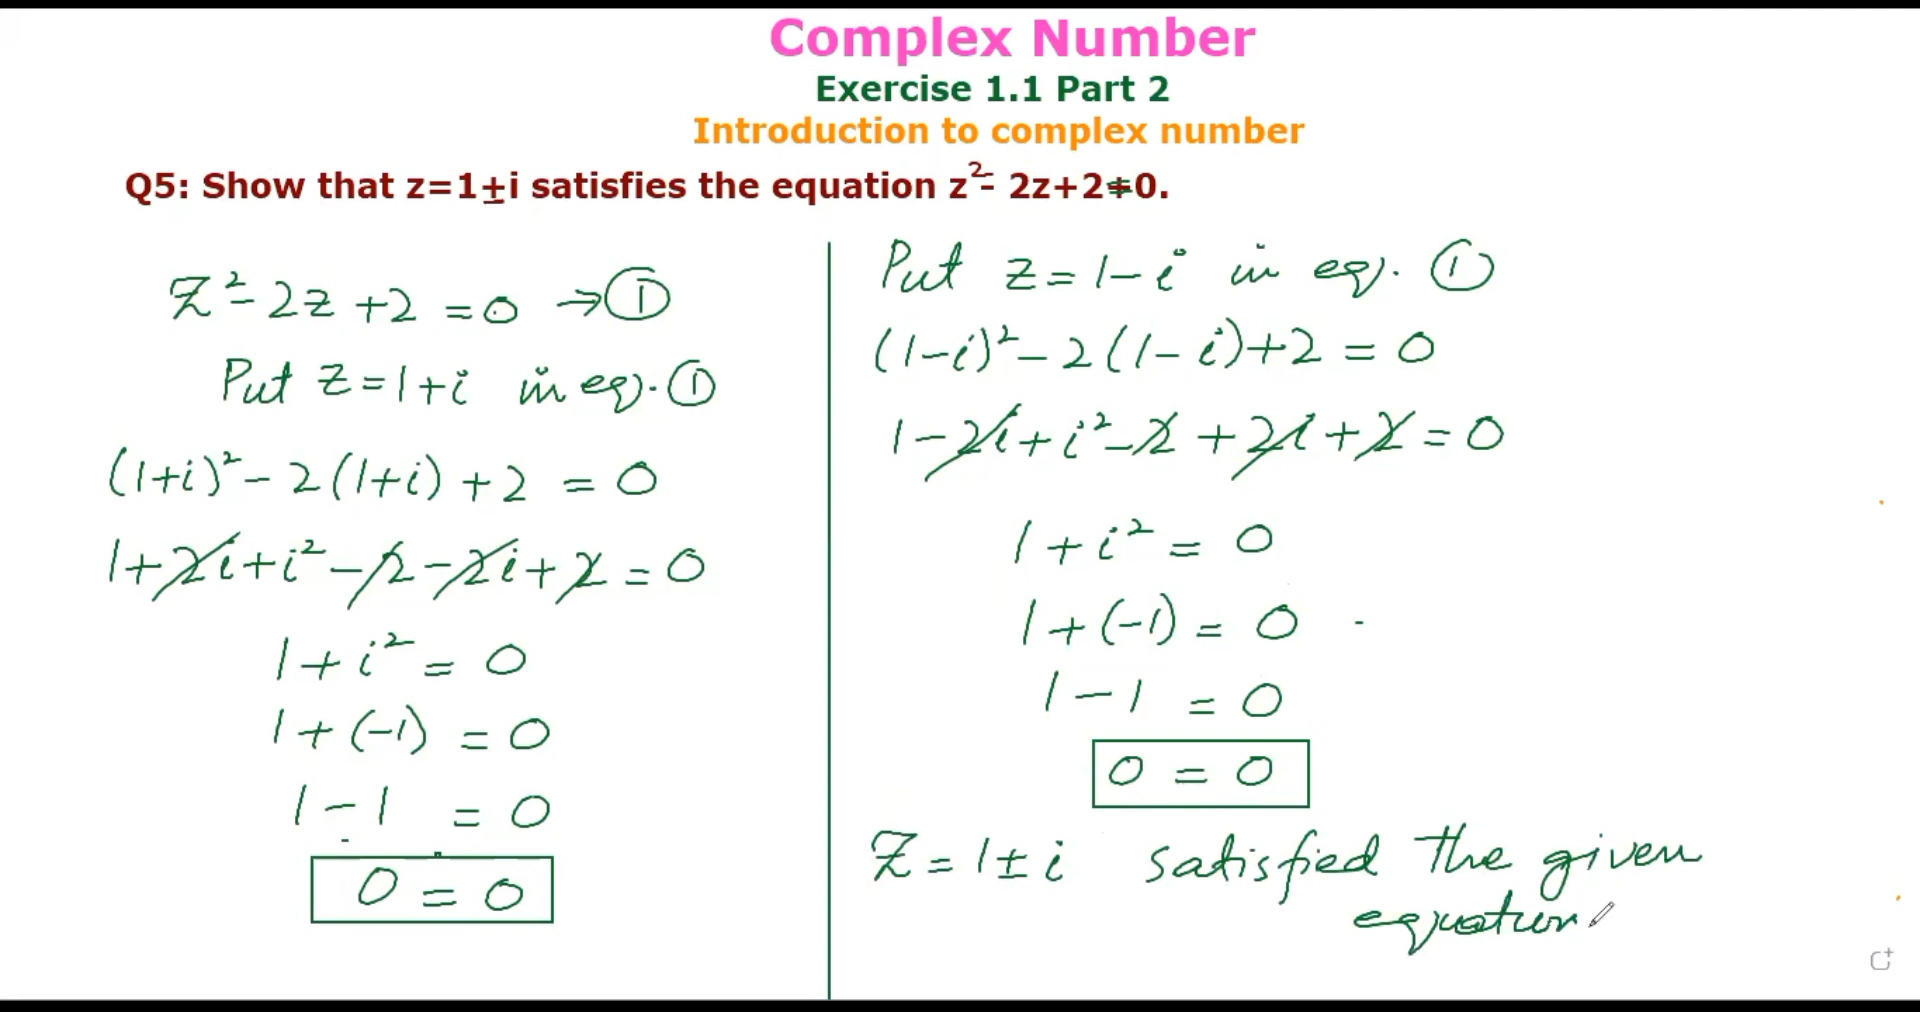 Complex Number
Exercise 1.1 Part 2
Introduction to complex number
Q5: Show that z=1±i satisfies the equation z²- 2z+2=0.
z² - 2z + 2 = 0 → ①
Put z = 1 + i in eq. ①
(1+i)² - 2(1+i) + 2 = 0
1 + 2i + i² - 2 - 2i + 2 = 0
1 + i² = 0
1 + (-1) = 0
1 - 1 = 0
0 = 0
Put z = 1 - i in eq. ①
(1-i)² - 2(1-i) + 2 = 0
1 - 2i + i² - 2 + 2i + 2 = 0
1 + i² = 0
1 + (-1) = 0
1 - 1 = 0
0 = 0
Z = 1 ± i satisfied the given
equation